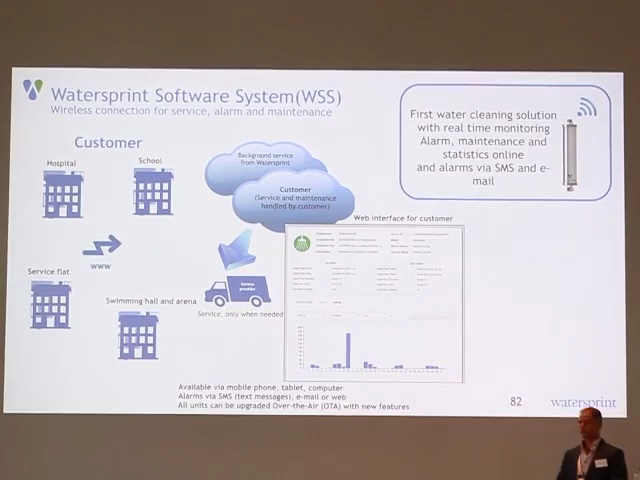 Watersprint Software System(WSS)
Wireless connection for service, alarm and maintenance
Customer
Hospital
School
www
Service flat
Swimming hall and arena
Background service
from Watersprint
Customer
(Service and maintenance
handled by customer)
Service
provider
Service, only when needed
Web interface for customer
First water cleaning solution
with real time monitoring
Alarm, maintenance and
statistics online
and alarms via SMS and e-
mail
Available via mobile phone, tablet, computer
Alarms via SMS (text messages), e-mail or web
All units can be upgraded Over-the-Air (OTA) with new features
82
watersprint